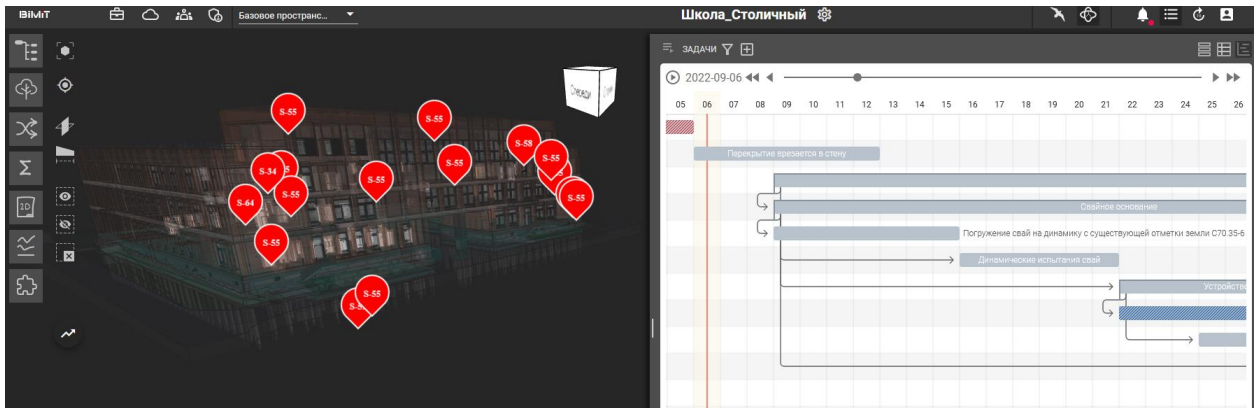 BIMIT
Базовое пространс...
Школа_Столичный
ЗАДАЧИ
2022-09-06
05 06 07 08 09 10 11 12 13 14 15 16 17 18 19 20 21 22 23 24 25 26
Перекрытие врезается в стену
Свайное основание
Погружение свай на динамику с существующей отметки земли С70.35-6
Динамические испытания свай
Устройство
Спереди
S-55
S-55
S-58
S-55
S-55
S-34
S-55
S-55
S-64
S-55
S-55
S-55
2D